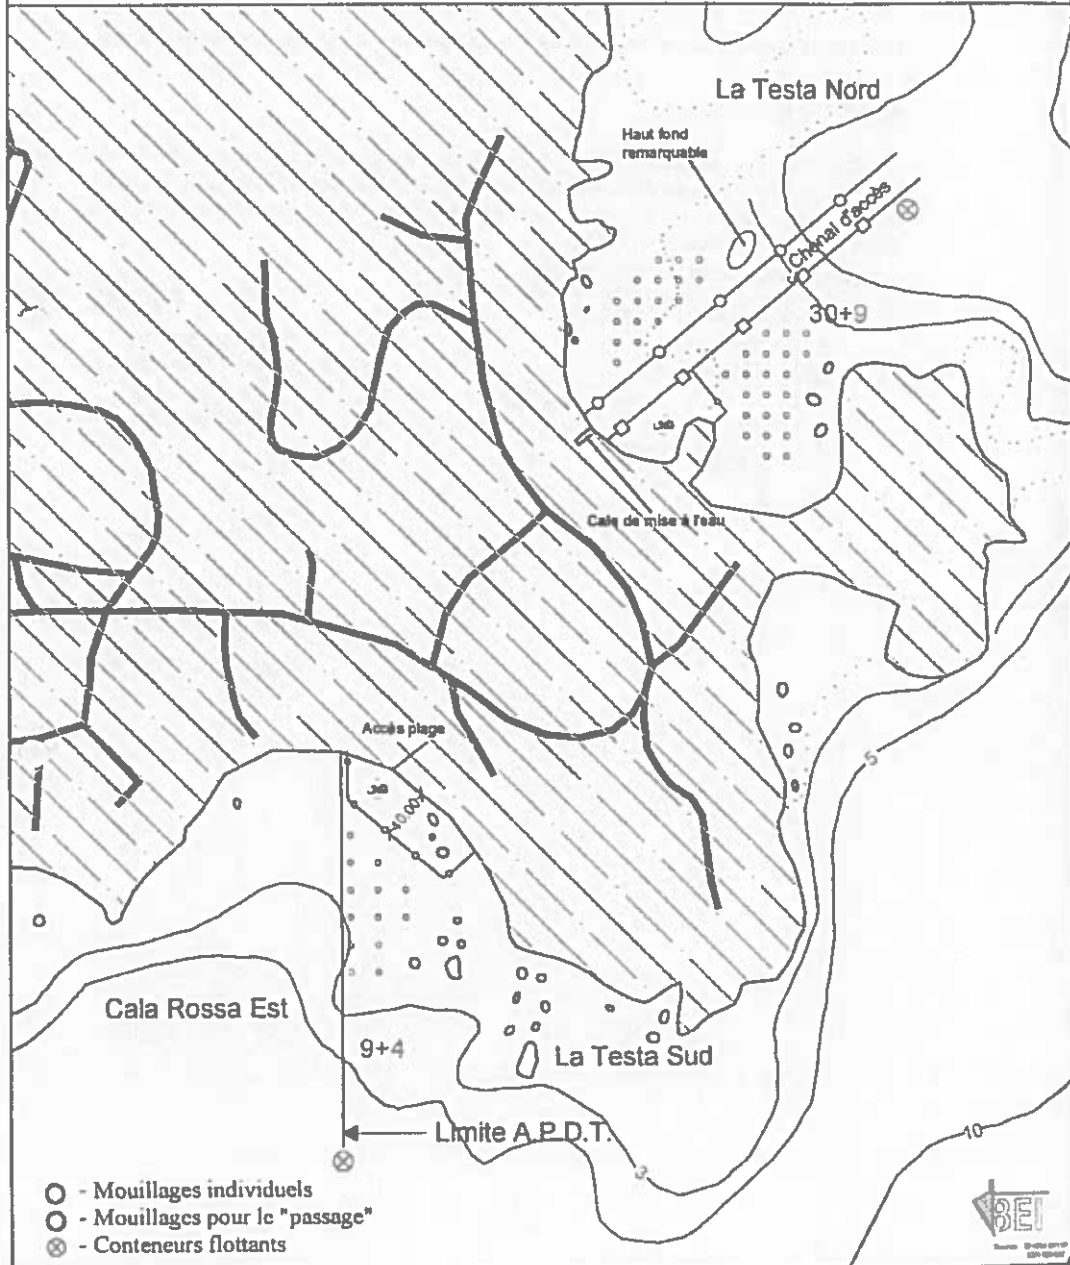 La Testa Nord
Haut fond
remarquable
Chenal d'accès
30+9
Cale de mise à l'eau
Accès plage
5
Cala Rossa Est
9+4
La Testa Sud
Limite A.P.D.T.
10
- Mouillages individuels
- Mouillages pour le "passage"
- Conteneurs flottants
BEI